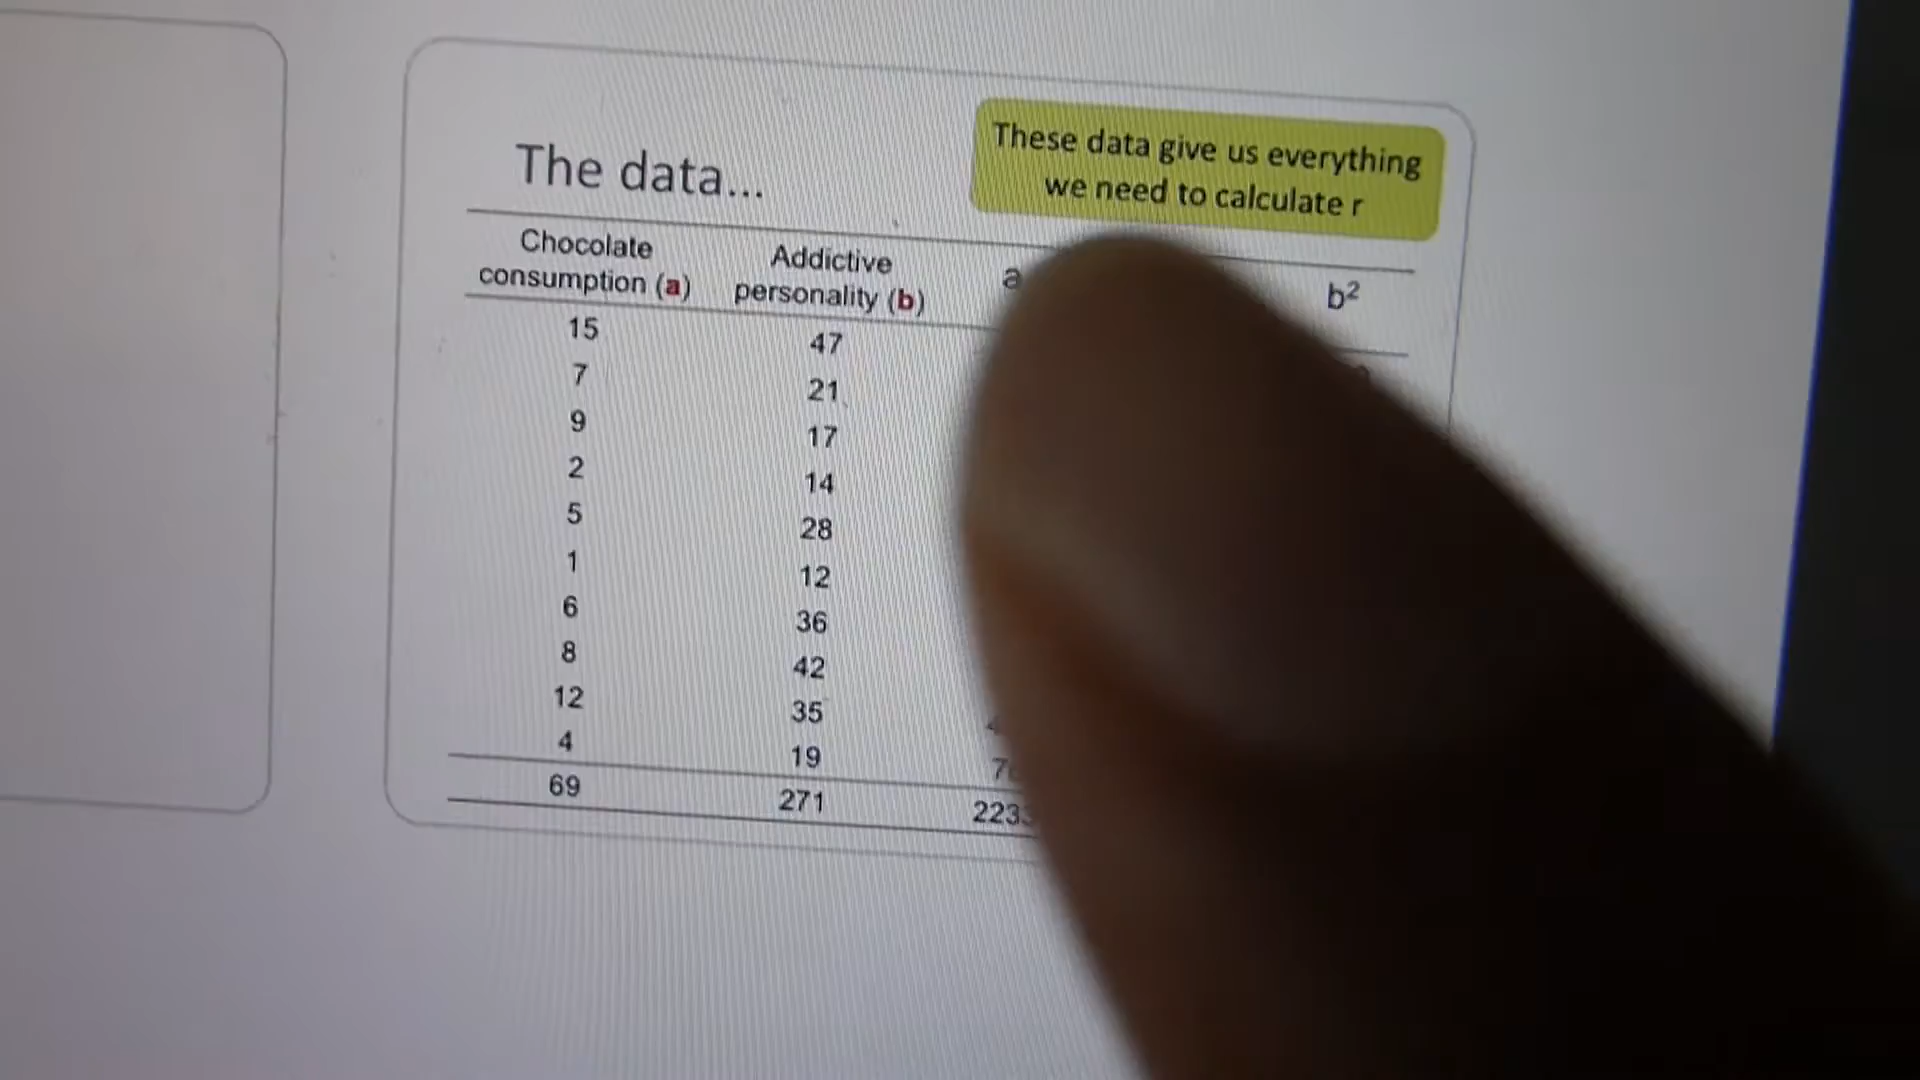 The data...
These data give us everything
we need to calculate r
Chocolate
consumption (a)
Addictive
personality (b)
a
b²
15 47
7 21
9 17
2 14
5 28
1 12
6 36
8 42
12 35
4 19
69 271